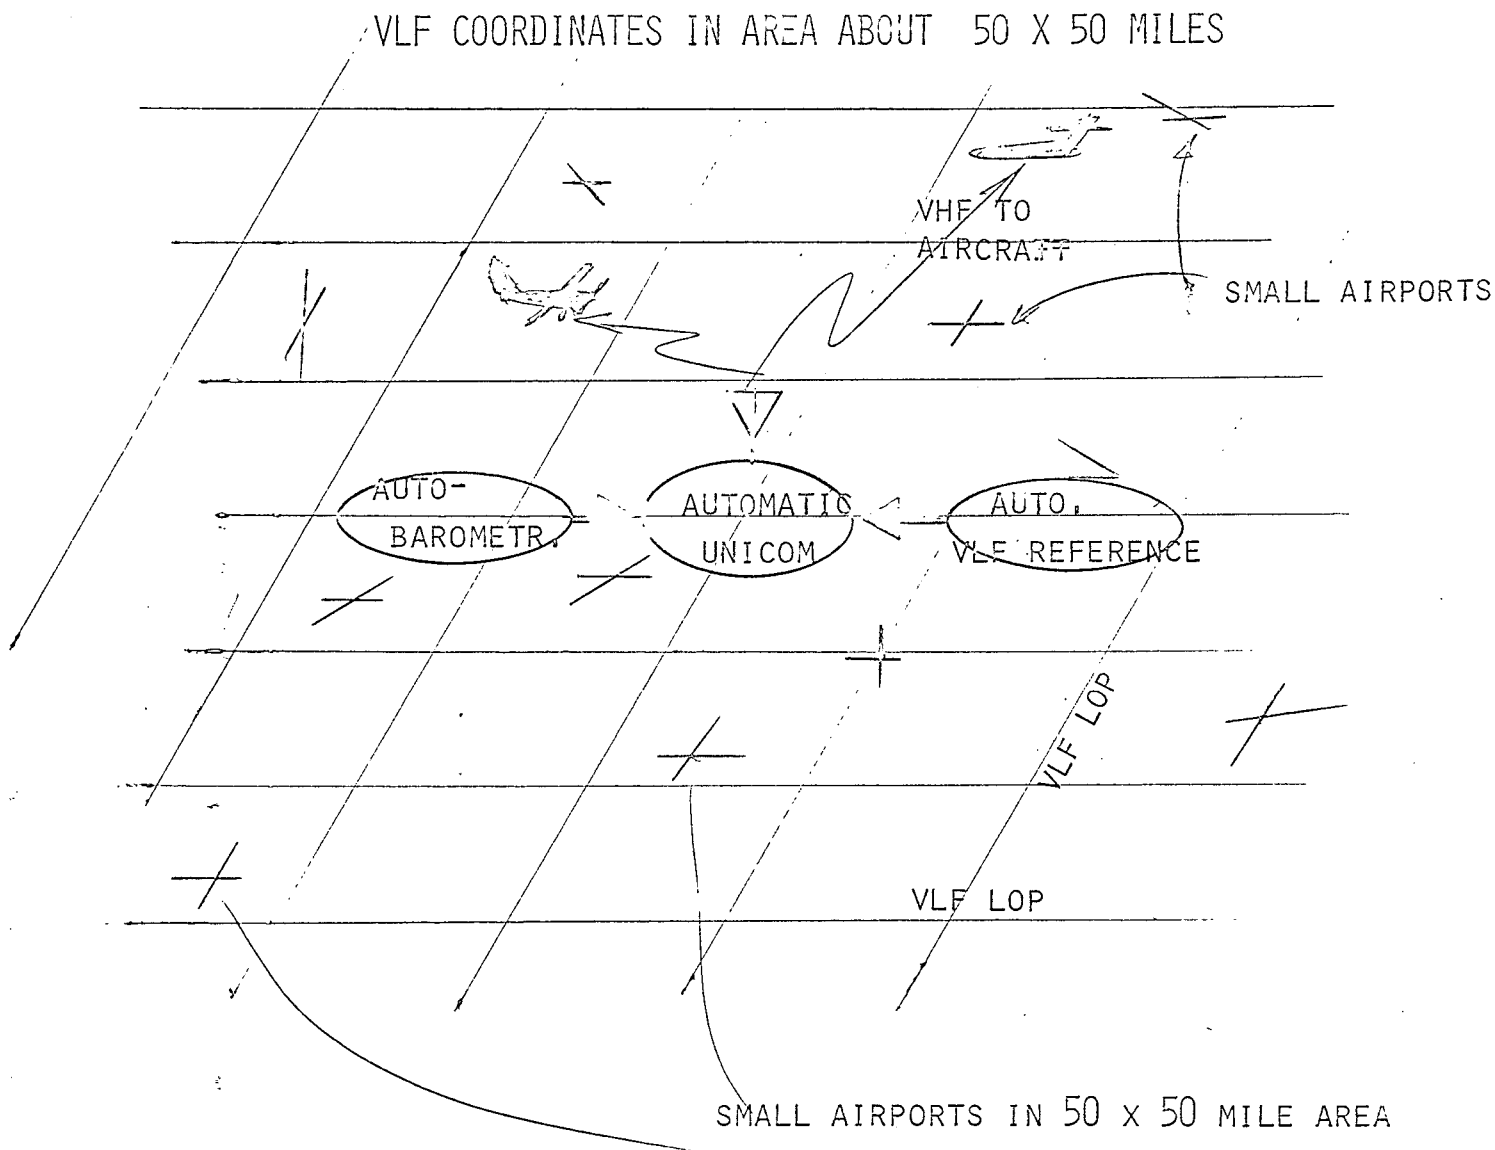 VLF COORDINATES IN AREA ABOUT 50 X 50 MILES
VHF TO
AIRCRAFT
SMALL AIRPORTS
AUTO-
BAROMETR.
AUTOMATIC
UNICOM
AUTO.
VLF REFERENCE
VLF LOP
VLF LOP
SMALL AIRPORTS IN 50 X 50 MILE AREA